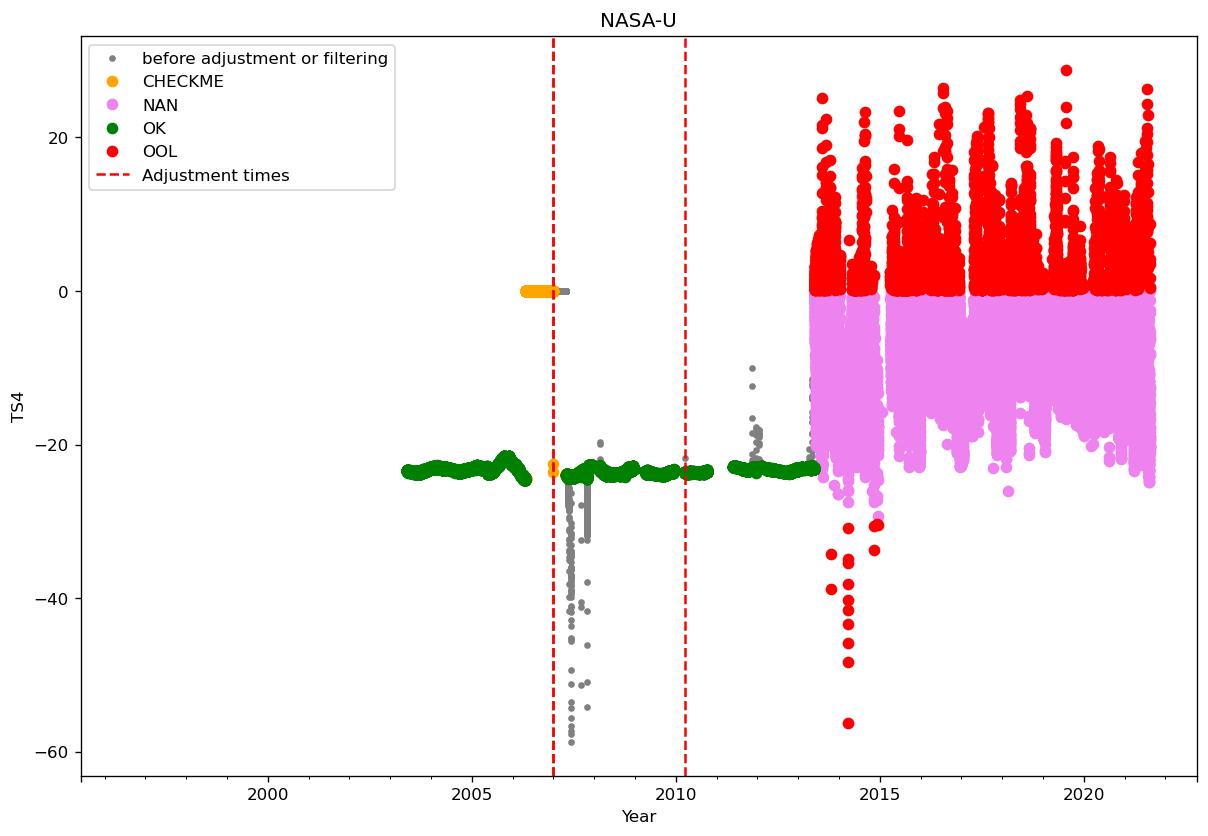 NASA-U
before adjustment or filtering
CHECKME
NAN
OK
OOL
Adjustment times
TS4
20
0
−20
−40
−60
2000 2005 2010 2015 2020
Year